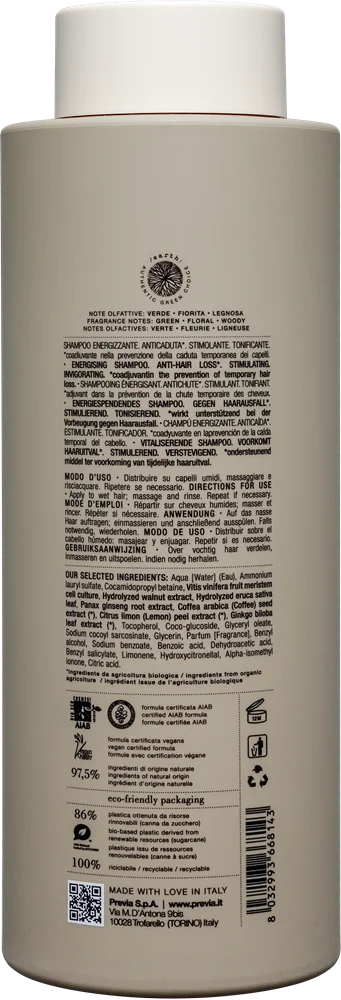 /earth!
AUTHENTIC GREEN CHOICE
NOTE OLFATTIVE: VERDE • FIORITA • LEGNOSA
FRAGRANCE NOTES: GREEN • FLORAL • WOODY
NOTES OLFACTIVES: VERTE • FLEURIE • LIGNEUSE
SHAMPOO ENERGIZZANTE. ANTICADUTA*. STIMOLANTE. TONIFICANTE.
*coadiuvante nella prevenzione della caduta temporanea dei capelli.
• ENERGISING SHAMPOO. ANTI-HAIR LOSS*. STIMULATING.
INVIGORATING. *coadjuvantin the prevention of temporary hair
loss. • SHAMPOOING ÉNERGISANT. ANTICHUTE*. STIMULANT. TONIFIANT.
*adjuvant dans la prévention de la chute temporaire des cheveux.
• ENERGIESPENDENDES SHAMPOO. GEGEN HAARAUSFALL*.
STIMULIEREND. TONISIEREND. *wirkt unterstützend bei der
Vorbeugung gegen Haarausfall. • CHAMPÚ ENERGIZANTE. ANTICAÍDA*.
ESTIMULANTE. TONIFICADOR. *coadyuvante en laprevención de la caída
temporal del cabello. • VITALISERENDE SHAMPOO. VOORKOMT
HAARUITVAL*. STIMULEREND. VERSTEVIGEND. *ondersteunend
middel ter voorkoming van tijdelijke haaruitval.
MODO D'USO • Distribuire su capelli umidi, massaggiare e
risciacquare. Ripetere se necessario. DIRECTIONS FOR USE
• Apply to wet hair; massage and rinse. Repeat if necessary.
MODE D'EMPLOI • Répartir sur cheveux humides; masser et
rincer. Répéter si nécessaire. ANWENDUNG • Auf das nasse
Haar auftragen; einmassieren und anschließend ausspülen. Falls
notwendig, wiederholen. MODO DE USO • Distribuir sobre el
cabello húmedo: masajear y enjuagar. Repetir si es necesario.
GEBRUIKSAANWIJZING • Over vochtig haar verdelen,
inmasseren en uitspoelen. Indien nodig herhalen.
OUR SELECTED INGREDIENTS: Aqua [Water] (Eau), Ammonium
lauryl sulfate, Cocamidopropyl betaine, Vitis vinifera fruit meristem
cell culture, Hydrolyzed walnut extract, Hydrolyzed eruca sativa
leaf, Panax ginseng root extract, Coffea arabica (Coffee) seed
extract (*), Citrus limon (Lemon) peel extract (*), Ginkgo biloba
leaf extract (*), Tocopherol, Coco-glucoside, Glyceryl oleate,
Sodium cocoyl sarcosinate, Glycerin, Parfum [Fragrance], Benzyl
alcohol, Sodium benzoate, Benzoic acid, Dehydroacetic acid,
Benzyl salicylate, Limonene, Hydroxycitronellal, Alpha-isomethyl
Ionone, Citric acid.
*Ingrediente da agricoltura biologica / ingredients from organic
agriculture / ingrédient issue de l'agriculture biologique
AIAB
formula certificata AIAB
certified AIAB formula
formule certifiée AIAB
12M
formula certificata vegana
vegan certified formula
formule avec certification végane
97,5%
ingredienti di origine naturale
ingredients of natural origin
ingrédients d'origine naturelle
eco-friendly packaging
86%
plastica ottenuta da risorse
rinnovabili (canna da zucchero)
bio-based plastic derived from
renewable resources (sugarcane)
plastique issu de ressources
renouvelables (canne à sucre)
100%
riciclabile / recyclable / recyclable
8 032993 668143
MADE WITH LOVE IN ITALY
Previa S.p.A. | previa.it
Via M.D'Antona 9bis
10028 Trofarello (TORINO) Italy